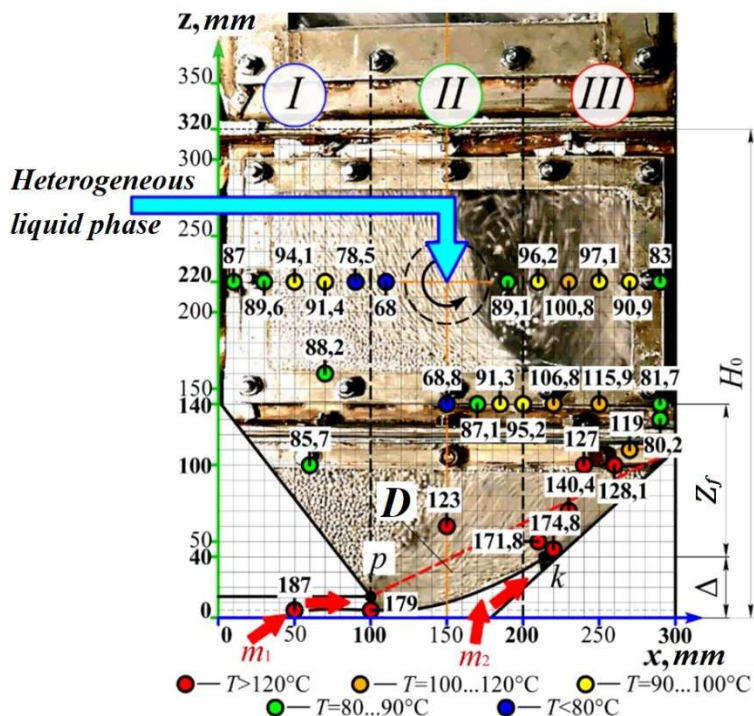 z, mm
350
320
300
250
220
200
150
140
100
50
40
0
I II III
Heterogeneous
liquid phase
87 94,1 78,5 96,2 97,1 83
89,6 91,4 68 89,1 100,8 90,9
88,2
68,8 91,3 106,8 115,9 81,7
87,1 95,2 119
85,7 127 80,2
D 123 140,4 128,1
171,8 174,8
p k
187 179
m₁ m₂
H₀
Z_f
Δ
0 50 100 150 200 250 300
x, mm
— T>120°C — T=100...120°C — T=90...100°C
— T=80...90°C — T<80°C